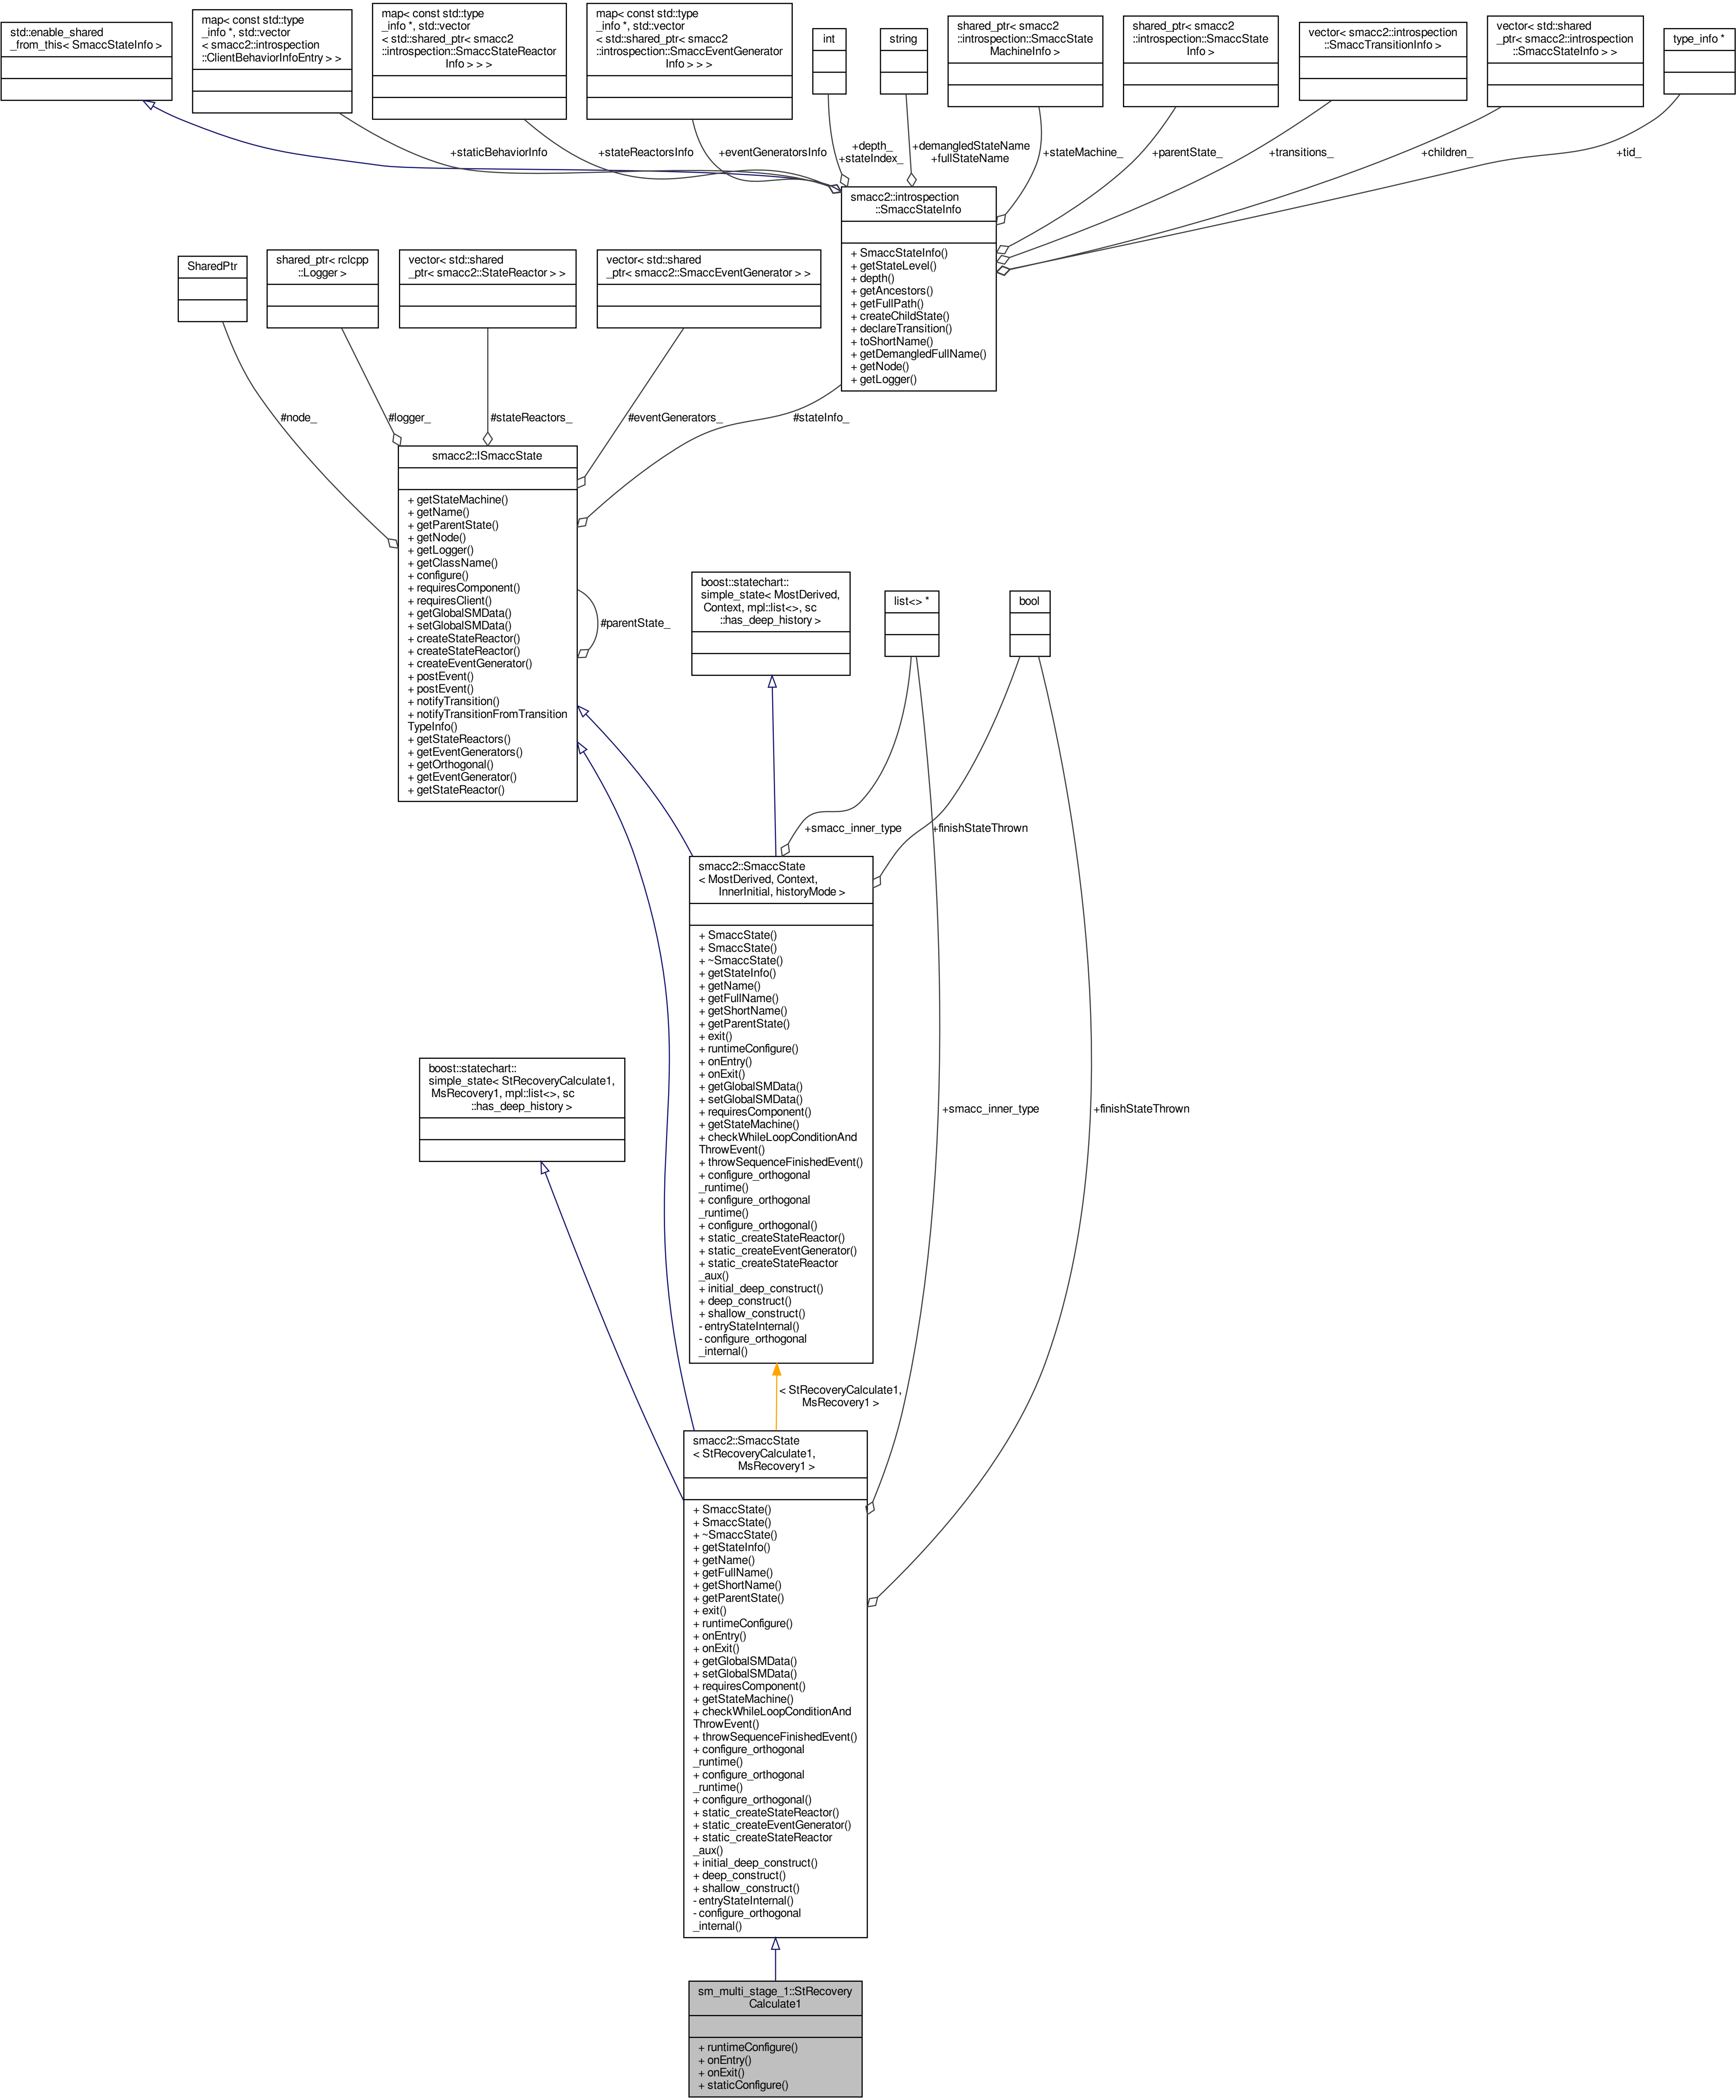 std::enable_shared
_from_this< SmaccStateInfo >
map< const std::type
_info *, std::vector
< smacc2::introspection
::ClientBehaviorInfoEntry > >
map< const std::type
_info *, std::vector
< std::shared_ptr< smacc2
::introspection::SmaccStateReactor
Info > > >
map< const std::type
_info *, std::vector
< std::shared_ptr< smacc2
::introspection::SmaccEventGenerator
Info > > >
int
string
shared_ptr< smacc2
::introspection::SmaccState
MachineInfo >
shared_ptr< smacc2
::introspection::SmaccState
Info >
vector< smacc2::introspection
::SmaccTransitionInfo >
vector< std::shared
_ptr< smacc2::introspection
::SmaccStateInfo > >
type_info *
+staticBehaviorInfo
+stateReactorsInfo
+eventGeneratorsInfo
+depth_
+stateIndex_
+demangledStateName
+fullStateName
+stateMachine_
+parentState_
+transitions_
+children_
+tid_
smacc2::introspection
::SmaccStateInfo
+ SmaccStateInfo()
+ getStateLevel()
+ depth()
+ getAncestors()
+ getFullPath()
+ createChildState()
+ declareTransition()
+ toShortName()
+ getDemangledFullName()
+ getNode()
+ getLogger()
SharedPtr
shared_ptr< rclcpp
::Logger >
vector< std::shared
_ptr< smacc2::StateReactor > >
vector< std::shared
_ptr< smacc2::SmaccEventGenerator > >
#node_
#logger_
#stateReactors_
#eventGenerators_
#stateInfo_
smacc2::ISmaccState
+ getStateMachine()
+ getName()
+ getParentState()
+ getNode()
+ getLogger()
+ getClassName()
+ configure()
+ requiresComponent()
+ requiresClient()
+ getGlobalSMData()
+ setGlobalSMData()
+ createStateReactor()
+ createStateReactor()
+ createEventGenerator()
+ postEvent()
+ postEvent()
+ notifyTransition()
+ notifyTransitionFromTransition
TypeInfo()
+ getStateReactors()
+ getEventGenerators()
+ getOrthogonal()
+ getEventGenerator()
+ getStateReactor()
#parentState_
boost::statechart::
simple_state< MostDerived,
Context, mpl::list<>, sc
::has_deep_history >
list<> *
bool
+smacc_inner_type
+finishStateThrown
smacc2::SmaccState
< MostDerived, Context,
InnerInitial, historyMode >
+ SmaccState()
+ SmaccState()
+ ~SmaccState()
+ getStateInfo()
+ getName()
+ getFullName()
+ getShortName()
+ getParentState()
+ exit()
+ runtimeConfigure()
+ onEntry()
+ onExit()
+ getGlobalSMData()
+ setGlobalSMData()
+ requiresComponent()
+ getStateMachine()
+ checkWhileLoopConditionAnd
ThrowEvent()
+ throwSequenceFinishedEvent()
+ configure_orthogonal
_runtime()
+ configure_orthogonal
_runtime()
+ configure_orthogonal()
+ static_createStateReactor()
+ static_createEventGenerator()
+ static_createStateReactor
_aux()
+ initial_deep_construct()
+ deep_construct()
+ shallow_construct()
- entryStateInternal()
- configure_orthogonal
_internal()
boost::statechart::
simple_state< StRecoveryCalculate1,
MsRecovery1, mpl::list<>, sc
::has_deep_history >
+smacc_inner_type
+finishStateThrown
< StRecoveryCalculate1,
MsRecovery1 >
smacc2::SmaccState
< StRecoveryCalculate1,
MsRecovery1 >
+ SmaccState()
+ SmaccState()
+ ~SmaccState()
+ getStateInfo()
+ getName()
+ getFullName()
+ getShortName()
+ getParentState()
+ exit()
+ runtimeConfigure()
+ onEntry()
+ onExit()
+ getGlobalSMData()
+ setGlobalSMData()
+ requiresComponent()
+ getStateMachine()
+ checkWhileLoopConditionAnd
ThrowEvent()
+ throwSequenceFinishedEvent()
+ configure_orthogonal
_runtime()
+ configure_orthogonal
_runtime()
+ configure_orthogonal()
+ static_createStateReactor()
+ static_createEventGenerator()
+ static_createStateReactor
_aux()
+ initial_deep_construct()
+ deep_construct()
+ shallow_construct()
- entryStateInternal()
- configure_orthogonal
_internal()
sm_multi_stage_1::StRecovery
Calculate1
+ runtimeConfigure()
+ onEntry()
+ onExit()
+ staticConfigure()